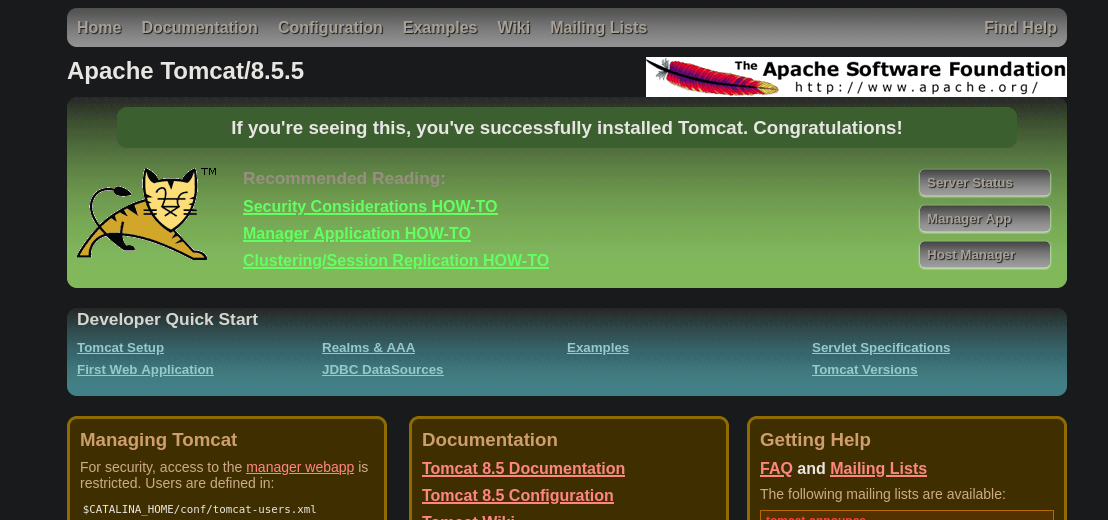 Home Documentation Configuration Examples Wiki Mailing Lists Find Help
Apache Tomcat/8.5.5
The Apache Software Foundation
http://www.apache.org/
If you're seeing this, you've successfully installed Tomcat. Congratulations!
TM
Recommended Reading:
Security Considerations HOW-TO
Manager Application HOW-TO
Clustering/Session Replication HOW-TO
Server Status
Manager App
Host Manager
Developer Quick Start
Tomcat Setup Realms & AAA Examples Servlet Specifications
First Web Application JDBC DataSources Tomcat Versions
Managing Tomcat
For security, access to the manager webapp is
restricted. Users are defined in:
$CATALINA_HOME/conf/tomcat-users.xml
Documentation
Tomcat 8.5 Documentation
Tomcat 8.5 Configuration
Tomcat Wiki
Getting Help
FAQ and Mailing Lists
The following mailing lists are available:
tomcat-announce